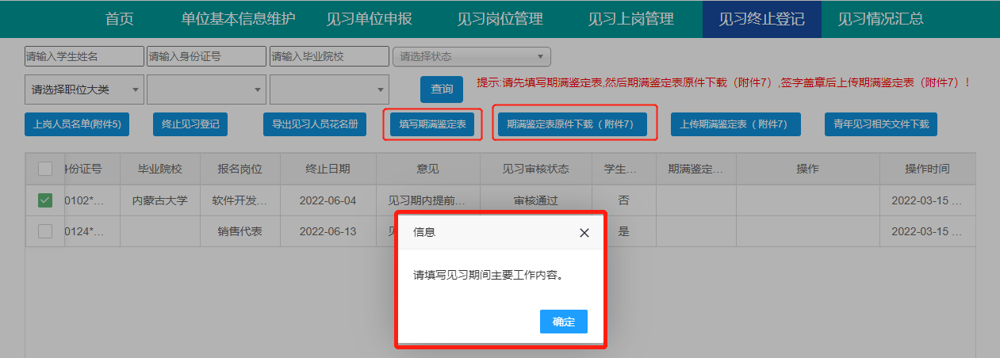 首页 单位基本信息维护 见习单位申报 见习岗位管理 见习上岗管理 见习终止登记 见习情况汇总
请输入学生姓名 请输入身份证号 请输入毕业院校 请选择状态
请选择职位大类 查询 提示:请先填写期满鉴定表,然后期满鉴定表原件下载（附件7）,签字盖章后上传期满鉴定表（附件7）！
上岗人员名单(附件5) 终止见习登记 导出见习人员花名册 填写期满鉴定表 期满鉴定表原件下载（附件7） 上传期满鉴定表（附件7） 青年见习相关文件下载
份证号 毕业院校 报名岗位 终止日期 意见 见习审核状态 学生... 期满鉴定... 操作 操作时间
0102*... 内蒙古大学 软件开发... 2022-06-04 见习期内提前... 审核通过 否 2022-03-15 ...
0124*... 销售代表 2022-06-13 是 2022-03-15 ...
信息
请填写见习期间主要工作内容。
确定